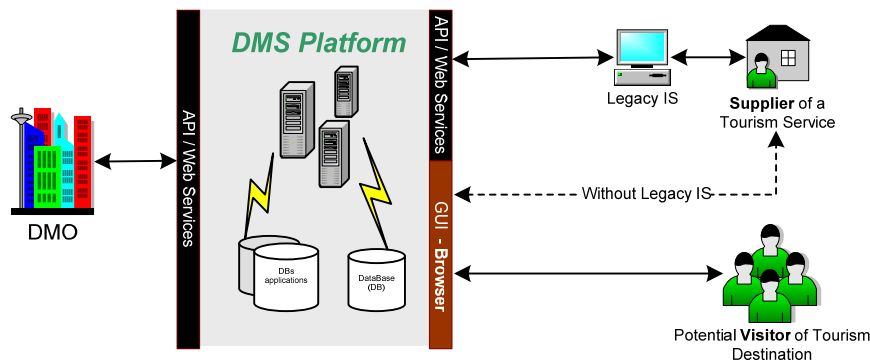 DMS Platform
API / Web Services
API / Web Services
GUI - Browser
DMO
DBs
applications
DataBase
(DB)
Legacy IS
Supplier of a
Tourism Service
Without Legacy IS
Potential Visitor of Tourism
Destination